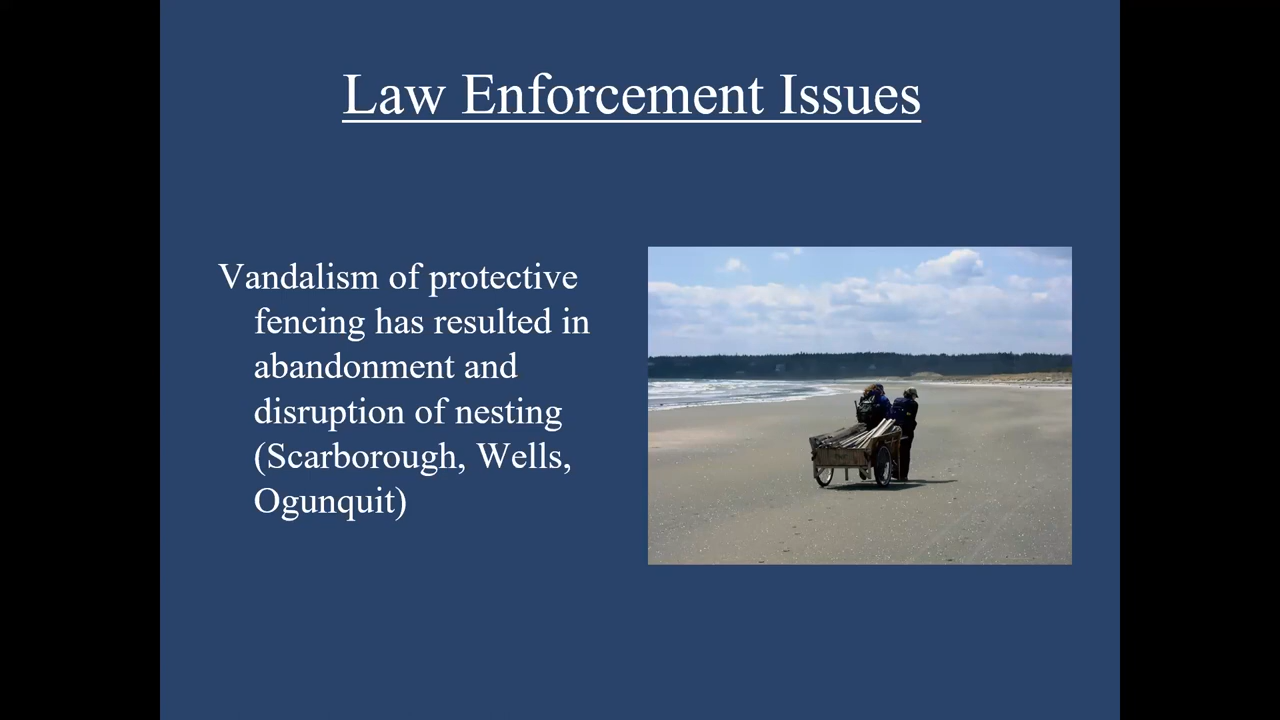 Law Enforcement Issues
Vandalism of protective
fencing has resulted in
abandonment and
disruption of nesting
(Scarborough, Wells,
Ogunquit)